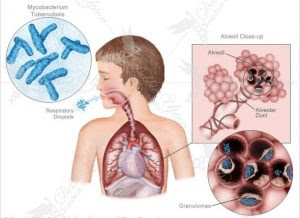 Mycobacterium
Tuberculosis
Respiratory
Droplets
Alveoli Close-up
Alveoli
Alveolar
Duct
Granulomas